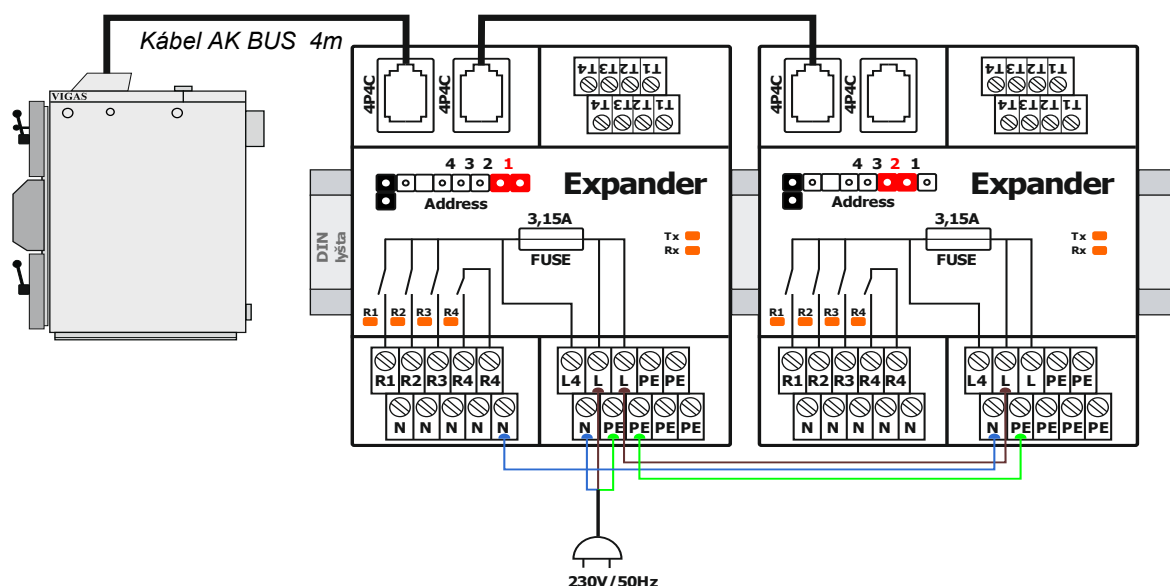 Kábel AK BUS 4m
VIGAS
4P4C
4P4C
T4 T3 T2 T1
T4 T3 T2 T1
4 3 2 1
Address
Expander
3,15A
FUSE
Tx
Rx
DIN
lyšta
R1 R2 R3 R4
R1 R2 R3 R4 R4
N N N N N
L4 L L PE PE
N PE PE PE PE
4P4C
4P4C
T4 T3 T2 T1
T4 T3 T2 T1
4 3 2 1
Address
Expander
3,15A
FUSE
Tx
Rx
R1 R2 R3 R4
R1 R2 R3 R4 R4
N N N N N
L4 L L PE PE
N PE PE PE PE
230V/50Hz